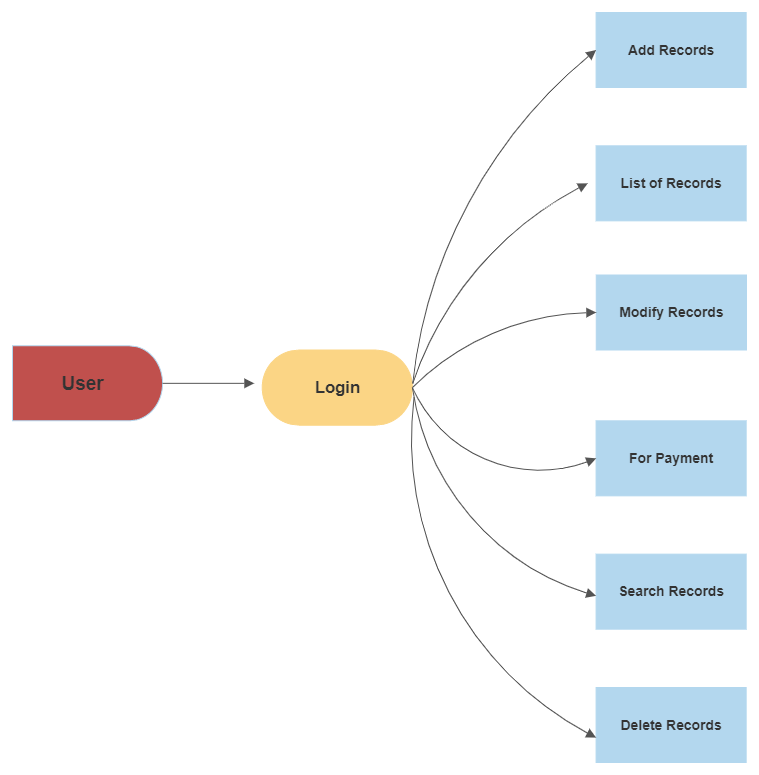 User
Login
Add Records
List of Records
Modify Records
For Payment
Search Records
Delete Records